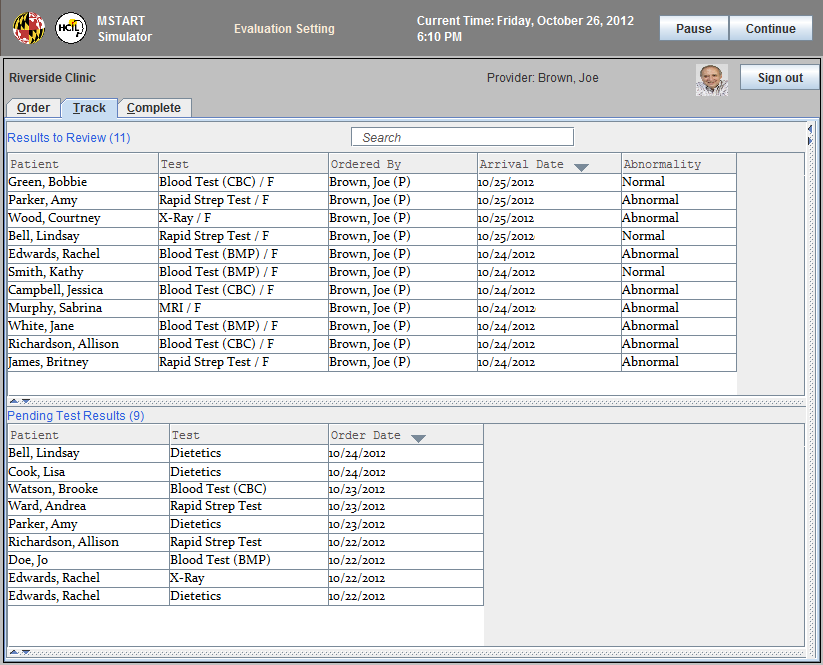 MSTART
Simulator
HCIL
Evaluation Setting
Current Time: Friday, October 26, 2012
6:10 PM
Pause
Continue
Riverside Clinic
Provider: Brown, Joe
Sign out
Order Track Complete
Results to Review (11)
Search
Patient Test Ordered By Arrival Date Abnormality
Green, Bobbie Blood Test (CBC) / F Brown, Joe (P) 10/25/2012 Normal
Parker, Amy Rapid Strep Test / F Brown, Joe (P) 10/25/2012 Abnormal
Wood, Courtney X-Ray / F Brown, Joe (P) 10/25/2012 Abnormal
Bell, Lindsay Rapid Strep Test / F Brown, Joe (P) 10/25/2012 Normal
Edwards, Rachel Blood Test (BMP) / F Brown, Joe (P) 10/24/2012 Abnormal
Smith, Kathy Blood Test (BMP) / F Brown, Joe (P) 10/24/2012 Normal
Campbell, Jessica Blood Test (CBC) / F Brown, Joe (P) 10/24/2012 Abnormal
Murphy, Sabrina MRI / F Brown, Joe (P) 10/24/2012 Abnormal
White, Jane Blood Test (BMP) / F Brown, Joe (P) 10/24/2012 Abnormal
Richardson, Allison Blood Test (CBC) / F Brown, Joe (P) 10/24/2012 Abnormal
James, Britney Rapid Strep Test / F Brown, Joe (P) 10/24/2012 Abnormal
Pending Test Results (9)
Patient Test Order Date
Bell, Lindsay Dietetics 10/24/2012
Cook, Lisa Dietetics 10/24/2012
Watson, Brooke Blood Test (CBC) 10/23/2012
Ward, Andrea Rapid Strep Test 10/23/2012
Parker, Amy Dietetics 10/23/2012
Richardson, Allison Rapid Strep Test 10/22/2012
Doe, Jo Blood Test (BMP) 10/22/2012
Edwards, Rachel X-Ray 10/22/2012
Edwards, Rachel Dietetics 10/22/2012